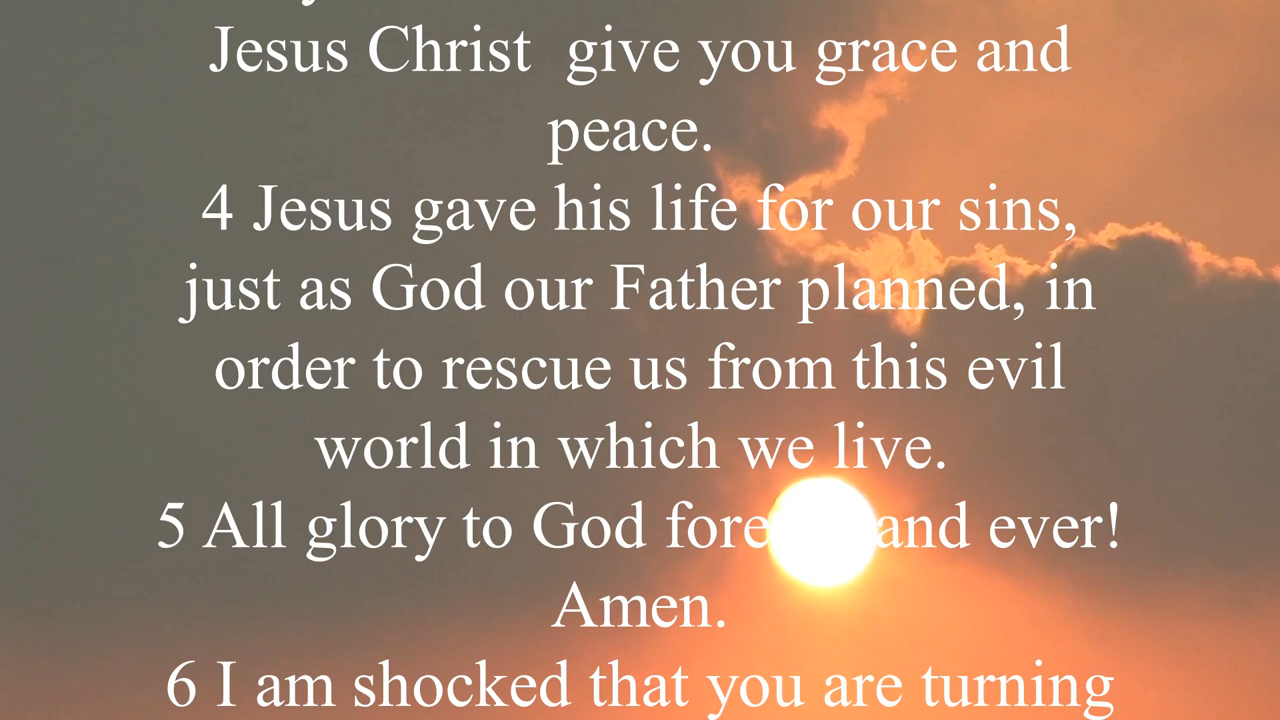 Jesus Christ  give you grace and
peace.
4 Jesus gave his life for our sins,
just as God our Father planned, in
order to rescue us from this evil
world in which we live.
5 All glory to God fore and ever!
Amen.
6 I am shocked that you are turning